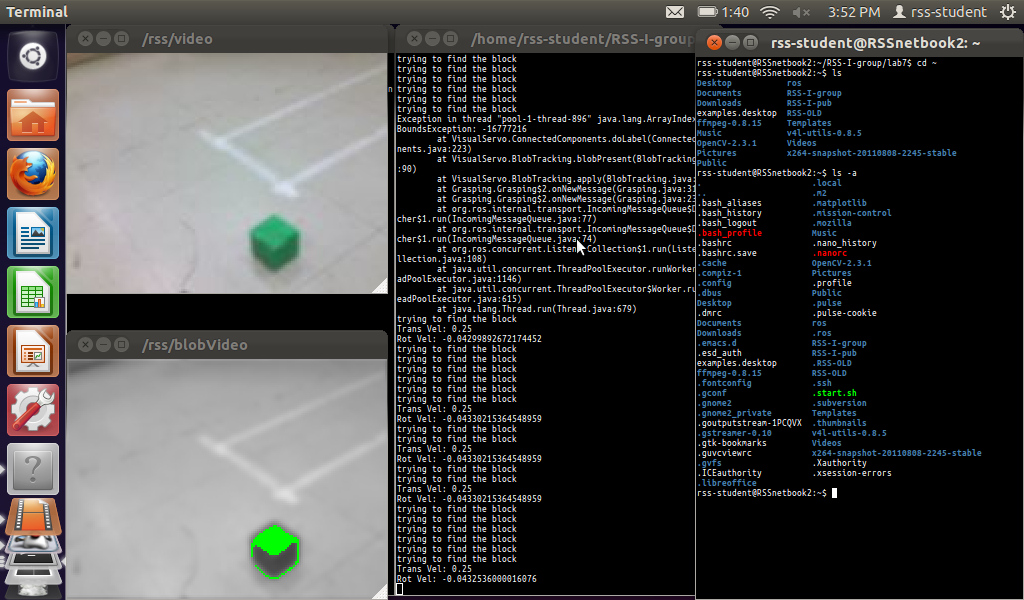 Terminal
1:40
3:52 PM
rss-student
/rss/video
/home/rss-student/RSS-I-group
rss-student@RSSnetbook2: ~
trying to find the block
trying to find the block
trying to find the block
trying to find the block
trying to find the block
trying to find the block
Exception in thread "pool-1-thread-896" java.lang.ArrayIndex
BoundsException: -16777216
at VisualServo.ConnectedComponents.doLabel(Connected
nents.java:223)
at VisualServo.BlobTracking.blobPresent(BlobTracking
:90)
at VisualServo.BlobTracking.apply(BlobTracking.java:
at Grasping.Grasping$2.onNewMessage(Grasping.java:31
at Grasping.Grasping$2.onNewMessage(Grasping.java:23
at org.ros.internal.transport.IncomingMessageQueue$D
cher$1.run(IncomingMessageQueue.java:77)
at org.ros.internal.transport.IncomingMessageQueue$D
cher$1.run(IncomingMessageQueue.java:74)
at org.ros.concurrent.ListenerCollection$1.run(Liste
llection.java:108)
at java.util.concurrent.ThreadPoolExecutor.runWorker
adPoolExecutor.java:1146)
at java.util.concurrent.ThreadPoolExecutor$Worker.ru
eadPoolExecutor.java:615)
at java.lang.Thread.run(Thread.java:679)
trying to find the block
Trans Vel: 0.25
Rot Vel: -0.04299892672174452
trying to find the block
trying to find the block
trying to find the block
trying to find the block
trying to find the block
trying to find the block
Trans Vel: 0.25
Rot Vel: -0.04330215364548959
trying to find the block
trying to find the block
Trans Vel: 0.25
Rot Vel: -0.04330215364548959
trying to find the block
trying to find the block
Trans Vel: 0.25
Rot Vel: -0.04330215364548959
trying to find the block
trying to find the block
trying to find the block
trying to find the block
trying to find the block
trying to find the block
Trans Vel: 0.25
Rot Vel: -0.0432536000016076
rss-student@RSSnetbook2:~/RSS-I-group/lab7$ cd ~
rss-student@RSSnetbook2:~$ ls
Desktop ros
Documents RSS-I-group
Downloads RSS-I-pub
examples.desktop RSS-OLD
ffmpeg-0.8.15 Templates
Music v4l-utils-0.8.5
OpenCV-2.3.1 Videos
Pictures x264-snapshot-20110808-2245-stable
Public
rss-student@RSSnetbook2:~$ ls -a
. .local
.. .m2
.bash_aliases .matplotlib
.bash_history .mission-control
.bash_logout .mozilla
.bash_profile Music
.bashrc .nano_history
.bashrc.save .nanorc
.cache OpenCV-2.3.1
.compiz-1 Pictures
.config .profile
.dbus Public
Desktop .pulse
.dmrc .pulse-cookie
Documents ros
Downloads .ros
.emacs.d RSS-I-group
.esd_auth RSS-I-pub
examples.desktop .RSS-OLD
ffmpeg-0.8.15 RSS-OLD
.fontconfig .ssh
.gconf .start.sh
.gnome2 .subversion
.gnome2_private Templates
.goutputstream-1PCQVX .thumbnails
.gstreamer-0.10 v4l-utils-0.8.5
.gtk-bookmarks Videos
.guvcviewrc x264-snapshot-20110808-2245-stable
.gvfs .Xauthority
.ICEauthority .xsession-errors
.libreoffice
rss-student@RSSnetbook2:~$
/rss/blobVideo